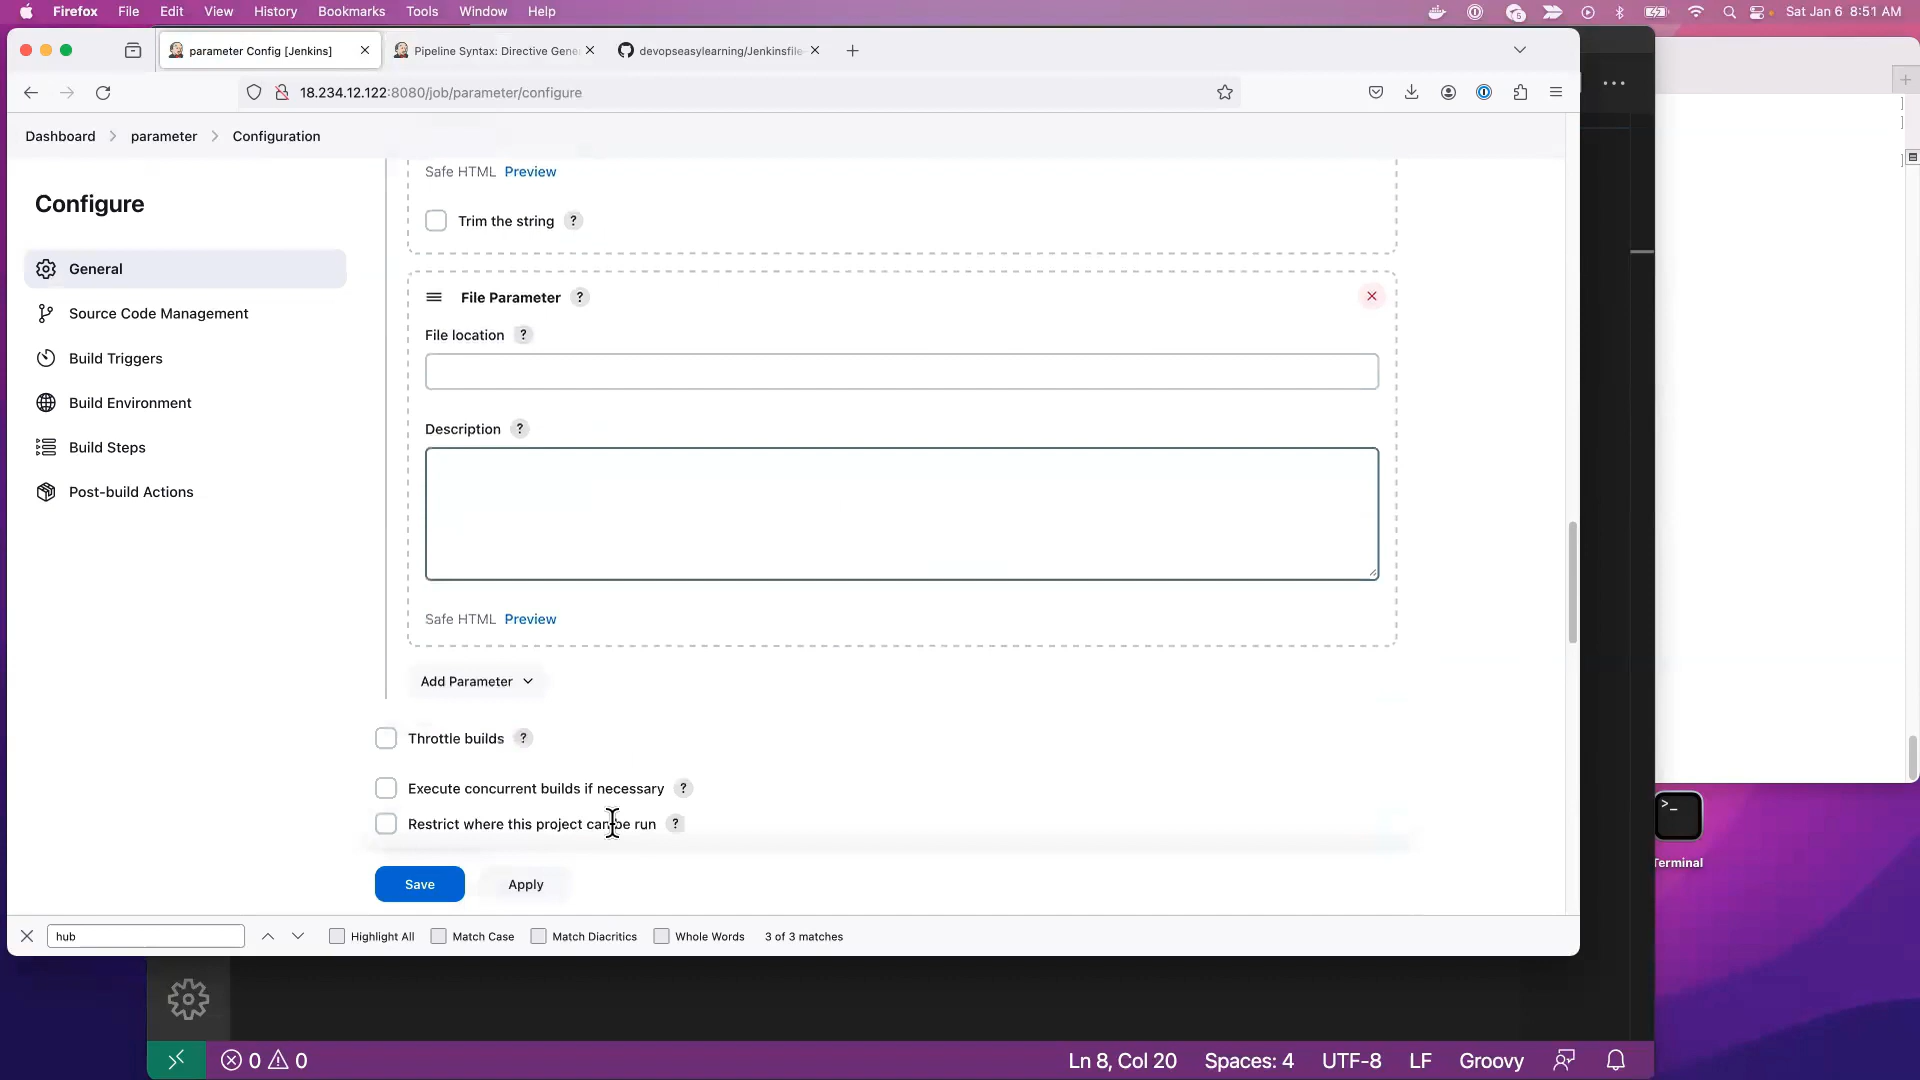 Firefox File Edit View History Bookmarks Tools Window Help
5
Sat Jan 6 8:51 AM
parameter Config [Jenkins]
Pipeline Syntax: Directive Gene
devopseasylearning/Jenkinsfile
18.234.12.122:8080/job/parameter/configure
Dashboard > parameter > Configuration
Configure
General
Source Code Management
Build Triggers
Build Environment
Build Steps
Post-build Actions
Safe HTML Preview
Trim the string ?
File Parameter ?
File location ?
Description ?
Safe HTML Preview
Add Parameter
Throttle builds ?
Execute concurrent builds if necessary ?
Restrict where this project can be run ?
Save Apply
hub
Highlight All Match Case Match Diacritics Whole Words 3 of 3 matches
>_
Terminal
0 0
Ln 8, Col 20 Spaces: 4 UTF-8 LF Groovy